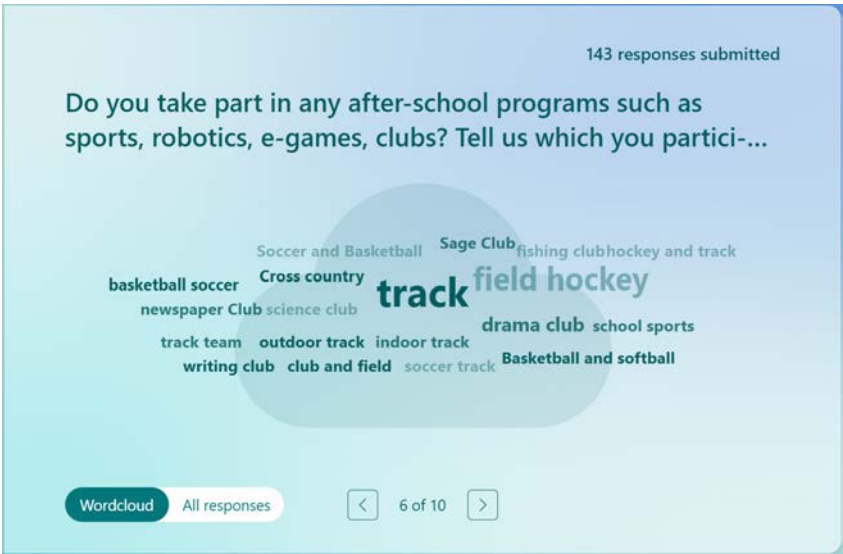 143 responses submitted
Do you take part in any after-school programs such as
sports, robotics, e-games, clubs? Tell us which you partici-...
Soccer and Basketball Sage Club fishing club hockey and track
basketball soccer Cross country track field hockey
newspaper Club science club
drama club school sports
track team outdoor track indoor track
writing club club and field soccer track Basketball and softball
Wordcloud All responses 6 of 10